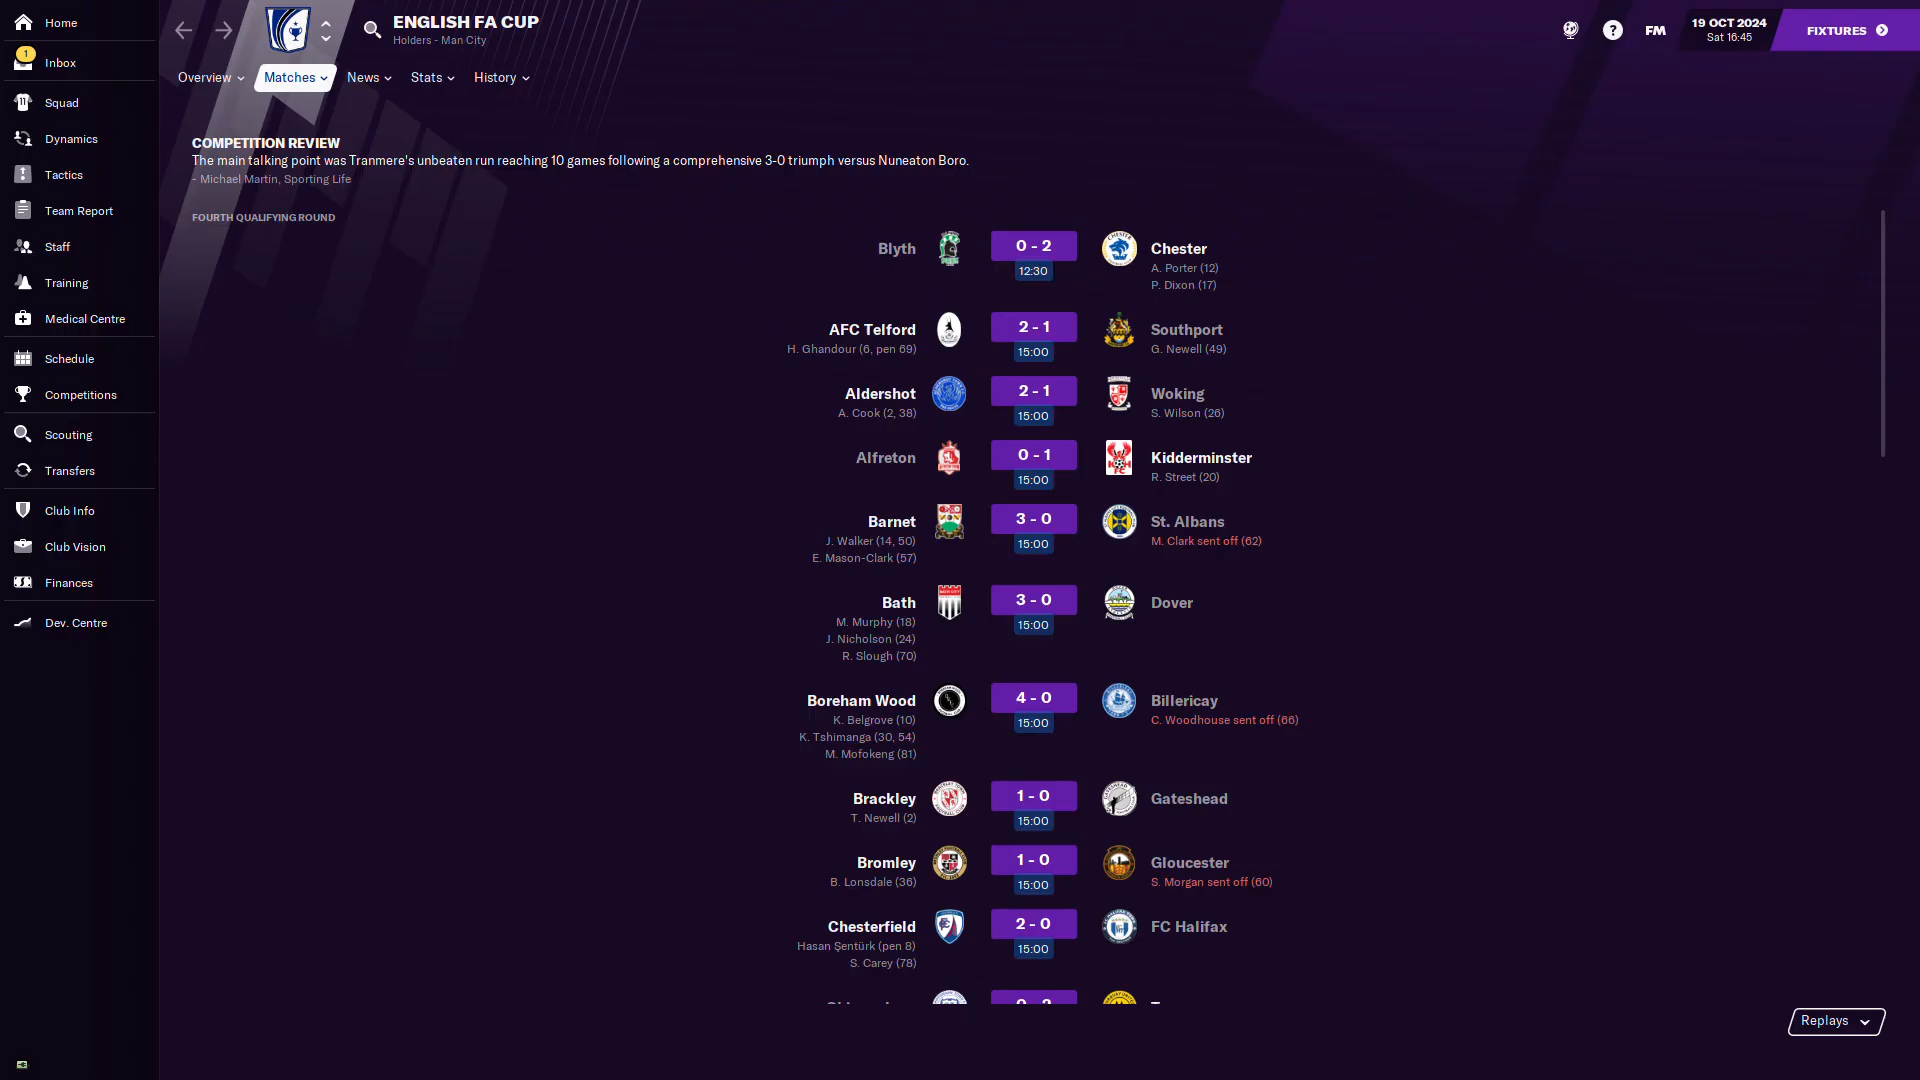 Home
1
Inbox
Squad
Dynamics
Tactics
Team Report
Staff
Training
Medical Centre
Schedule
Competitions
Scouting
Transfers
Club Info
Club Vision
Finances
Dev. Centre
ENGLISH FA CUP
Holders - Man City
FM
19 OCT 2024
Sat 16:45
FIXTURES
Overview
Matches
News
Stats
History
COMPETITION REVIEW
The main talking point was Tranmere's unbeaten run reaching 10 games following a comprehensive 3-0 triumph versus Nuneaton Boro.
- Michael Martin, Sporting Life
FOURTH QUALIFYING ROUND
Blyth 0 - 2 Chester
12:30 A. Porter (12)
P. Dixon (17)
AFC Telford 2 - 1 Southport
H. Ghandour (6, pen 69) 15:00 G. Newell (49)
Aldershot 2 - 1 Woking
A. Cook (2, 38) 15:00 S. Wilson (26)
Alfreton 0 - 1 Kidderminster
15:00 R. Street (20)
Barnet 3 - 0 St. Albans
J. Walker (14, 50) 15:00 M. Clark sent off (62)
E. Mason-Clark (57)
Bath 3 - 0 Dover
M. Murphy (18) 15:00
J. Nicholson (24)
R. Slough (70)
Boreham Wood 4 - 0 Billericay
K. Belgrove (10) 15:00 C. Woodhouse sent off (66)
K. Tshimanga (30, 54)
M. Mofokeng (81)
Brackley 1 - 0 Gateshead
T. Newell (2) 15:00
Bromley 1 - 0 Gloucester
B. Lonsdale (36) 15:00 S. Morgan sent off (60)
Chesterfield 2 - 0 FC Halifax
Hasan Şentürk (pen 8) 15:00
S. Carey (78)
Replays